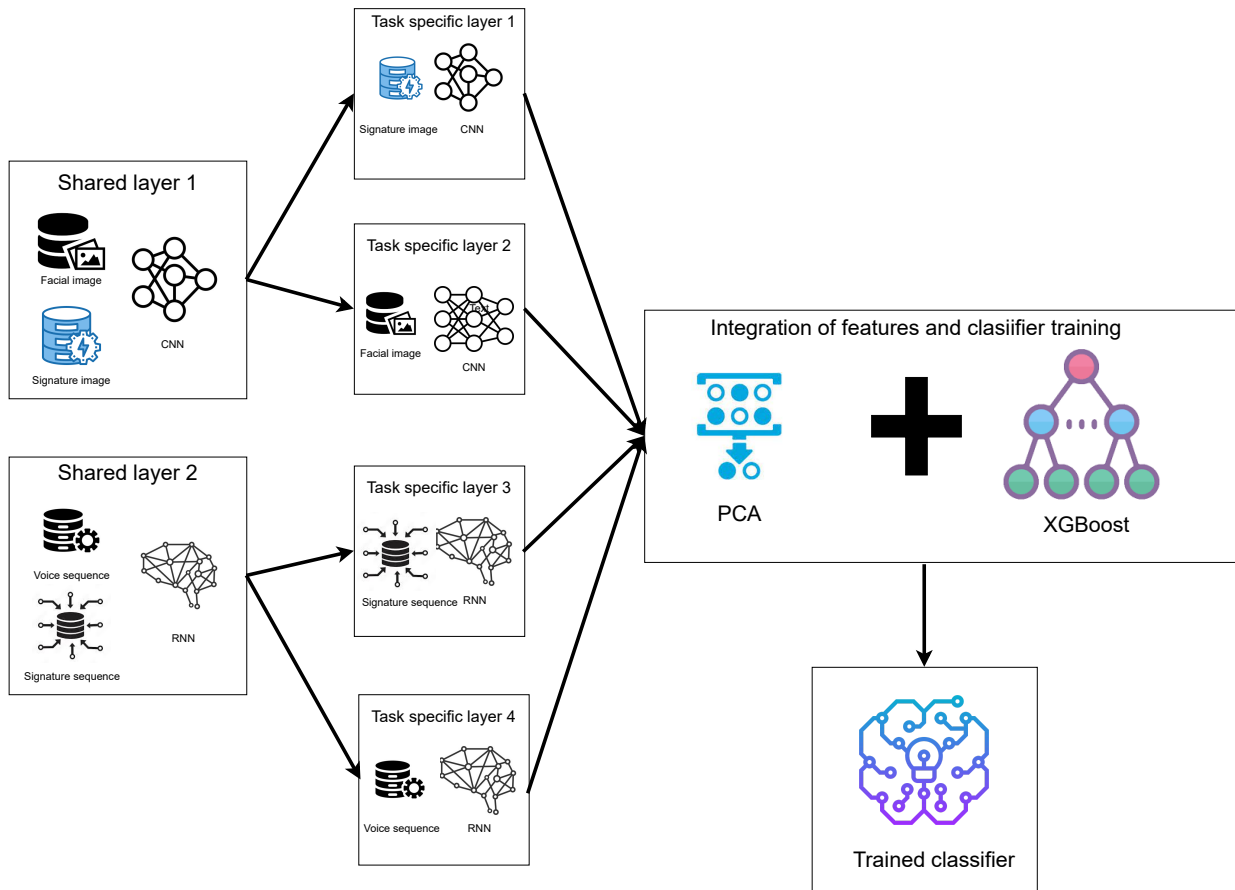 Shared layer 1
Facial image
Signature image
CNN
Shared layer 2
Voice sequence
Signature sequence
RNN
Task specific layer 1
Signature image
CNN
Task specific layer 2
Facial image
Text
CNN
Task specific layer 3
Signature sequence
RNN
Task specific layer 4
Voice sequence
RNN
Integration of features and clasiifier training
PCA
XGBoost
Trained classifier